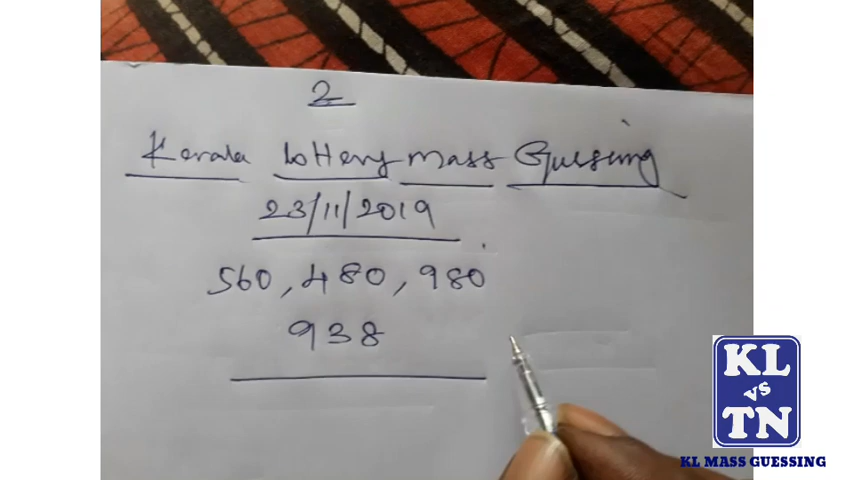 2
Kerala Lottery mass Guessing
23/11/2019
560, 480, 980
938
KL
vs
TN
KL MASS GUESSING